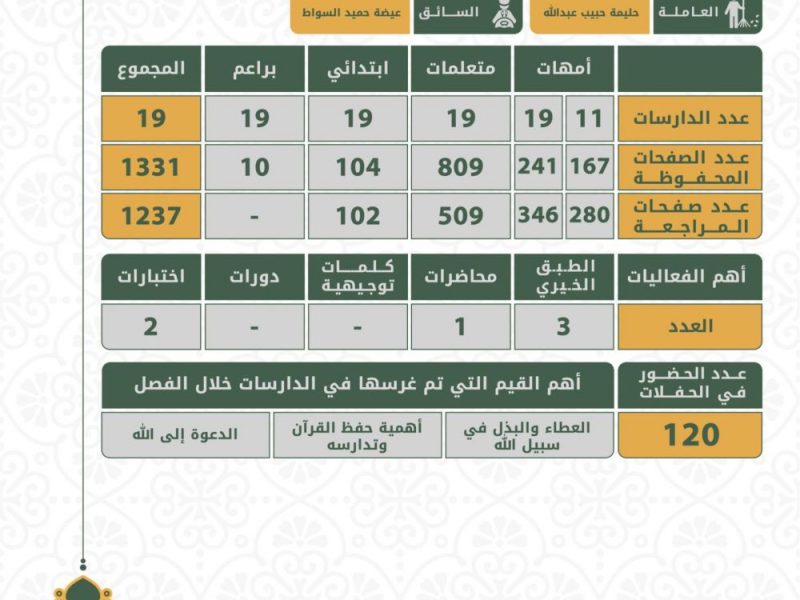 العاملة حليمة حبيب عبدالله السائق عيضة حميد السواط
أمهات متعلمات ابتدائي براعم المجموع
عدد الدارسات 11 19 19 19 19 19
عدد الصفحات المحفوظة 167 241 809 104 10 1331
عدد صفحات المراجعة 280 346 509 102 - 1237
أهم الفعاليات الطبق الخيري محاضرات كلمات توجيهية دورات اختبارات
العدد 3 1 - - 2
عدد الحضور في الحفلات أهم القيم التي تم غرسها في الدارسات خلال الفصل
120 العطاء والبذل في سبيل الله أهمية حفظ القرآن وتدارسه الدعوة إلى الله